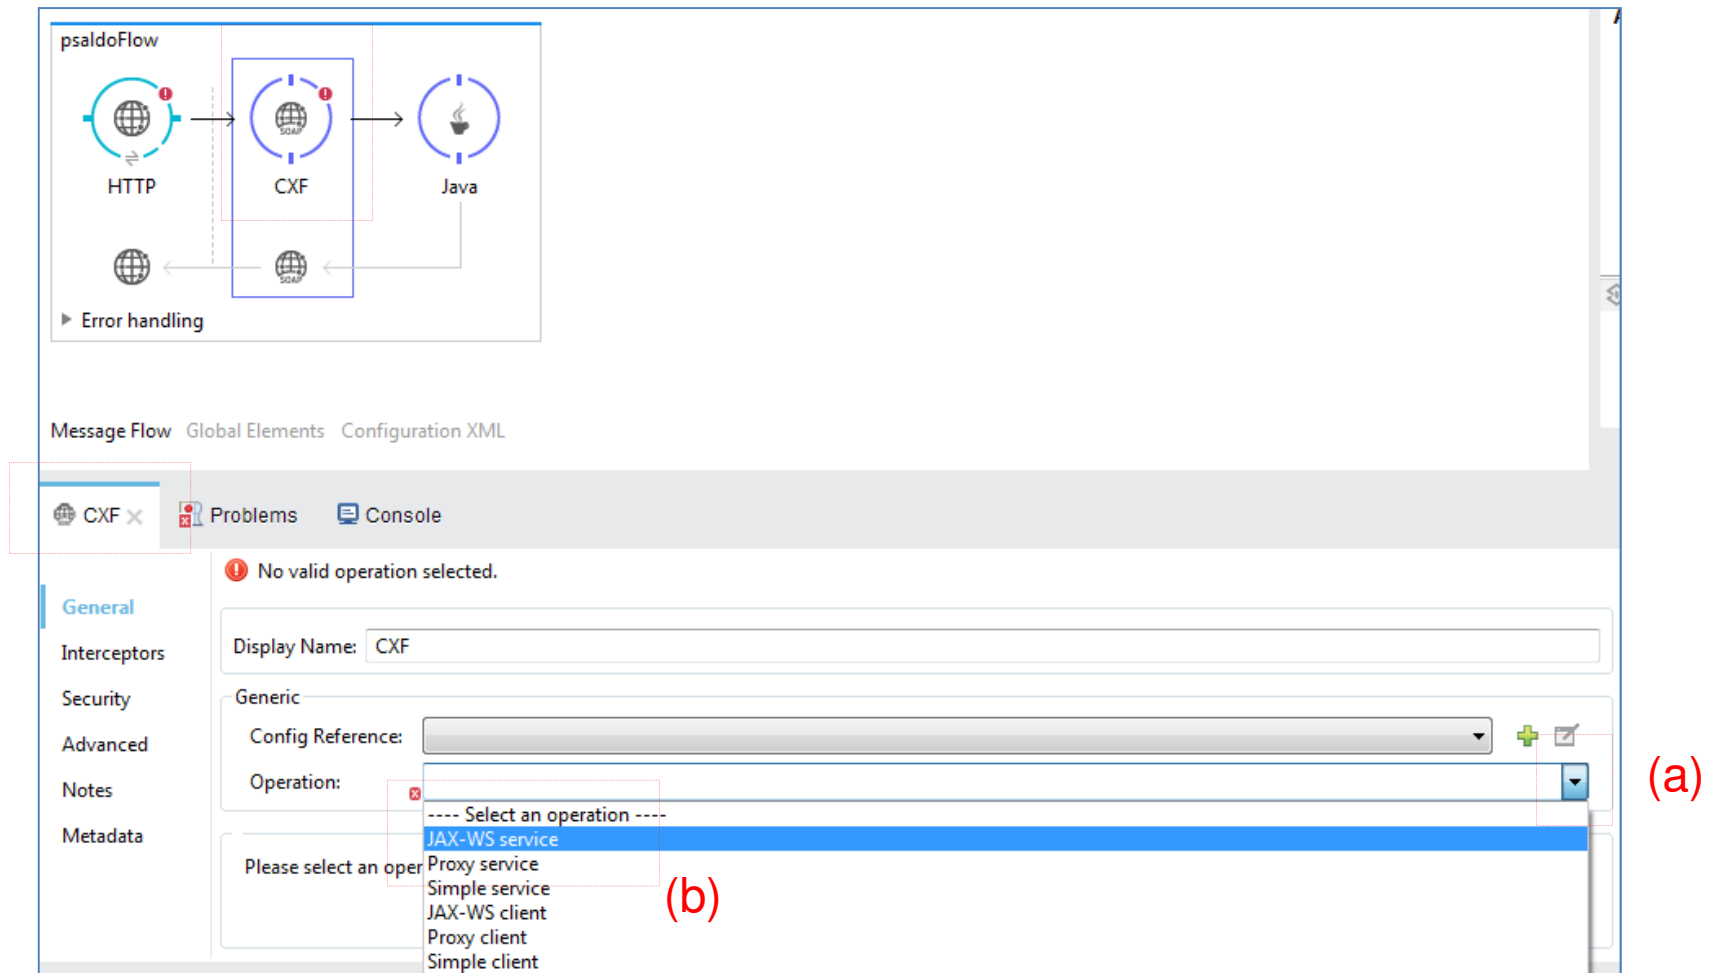 psaldoFlow
SOAP
HTTP CXF Java
SOAP
Error handling
Message Flow Global Elements Configuration XML
CXF Problems Console
No valid operation selected.
General
Display Name: CXF
Interceptors
Security
Generic
Config Reference:
Advanced
(a)
Operation:
Notes
---- Select an operation ----
Metadata
JAX-WS service
Please select an oper
Proxy service
Simple service
(b)
JAX-WS client
Proxy client
Simple client